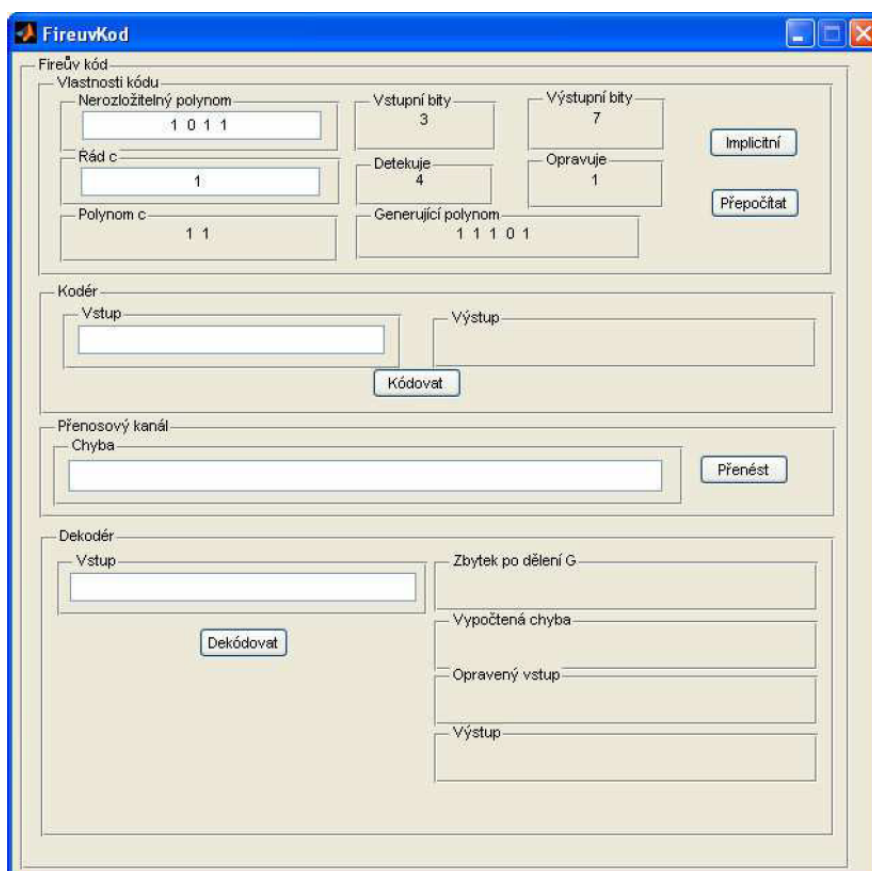 FireuvKod
Fireův kód
Vlastnosti kódu
Nerozložitelný polynom
1 0 1 1
Vstupní bity
3
Výstupní bity
7
Implicitní
Řád c
1
Detekuje
4
Opravuje
1
Přepočítat
Polynom c
1 1
Generující polynom
1 1 1 0 1
Kodér
Vstup
Výstup
Kódovat
Přenosový kanál
Chyba
Přenést
Dekodér
Vstup
Zbytek po dělení G
Vypočtená chyba
Dekódovat
Opravený vstup
Výstup